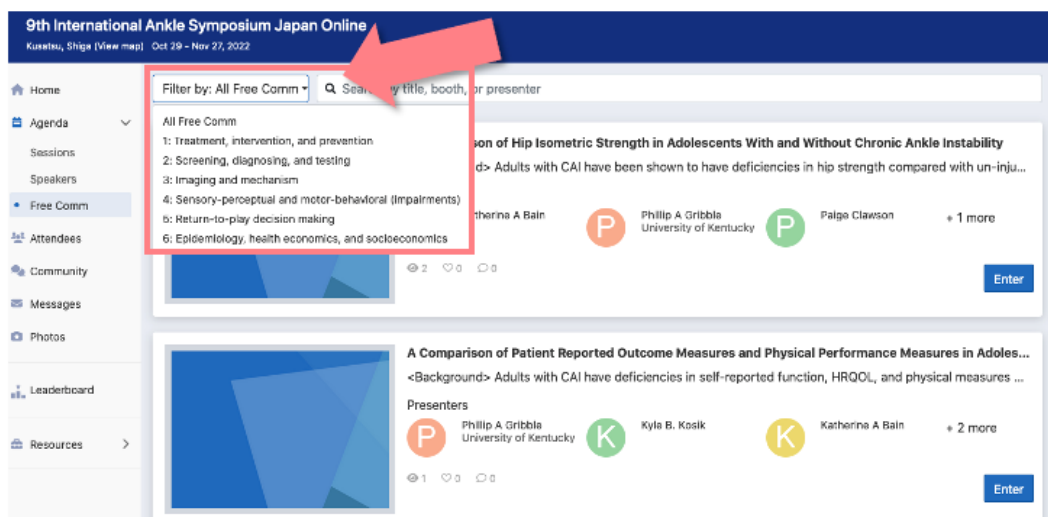 9th International Ankle Symposium Japan Online
Kusatsu, Shiga (View map) Oct 29 – Nov 27, 2022
Home
Agenda
Sessions
Speakers
Free Comm
Attendees
Community
Messages
Photos
Leaderboard
Resources
Filter by: All Free Comm
Search by title, booth, or presenter
All Free Comm
1: Treatment, intervention, and prevention
2: Screening, diagnosing, and testing
3: Imaging and mechanism
4: Sensory-perceptual and motor-behavioral (impairments)
5: Return-to-play decision making
6: Epidemiology, health economics, and socioeconomics
son of Hip Isometric Strength in Adolescents With and Without Chronic Ankle Instability
d> Adults with CAI have been shown to have deficiencies in hip strength compared with un-inju...
therine A Bain
P
Phillip A Gribble
University of Kentucky
P
Paige Clawson
+ 1 more
2 0 0
Enter
A Comparison of Patient Reported Outcome Measures and Physical Performance Measures in Adoles...
<Background> Adults with CAI have deficiencies in self-reported function, HRQOL, and physical measures ...
Presenters
P
Phillip A Gribble
University of Kentucky
K
Kyle B. Kosik
K
Katherine A Bain
+ 2 more
1 0 0
Enter